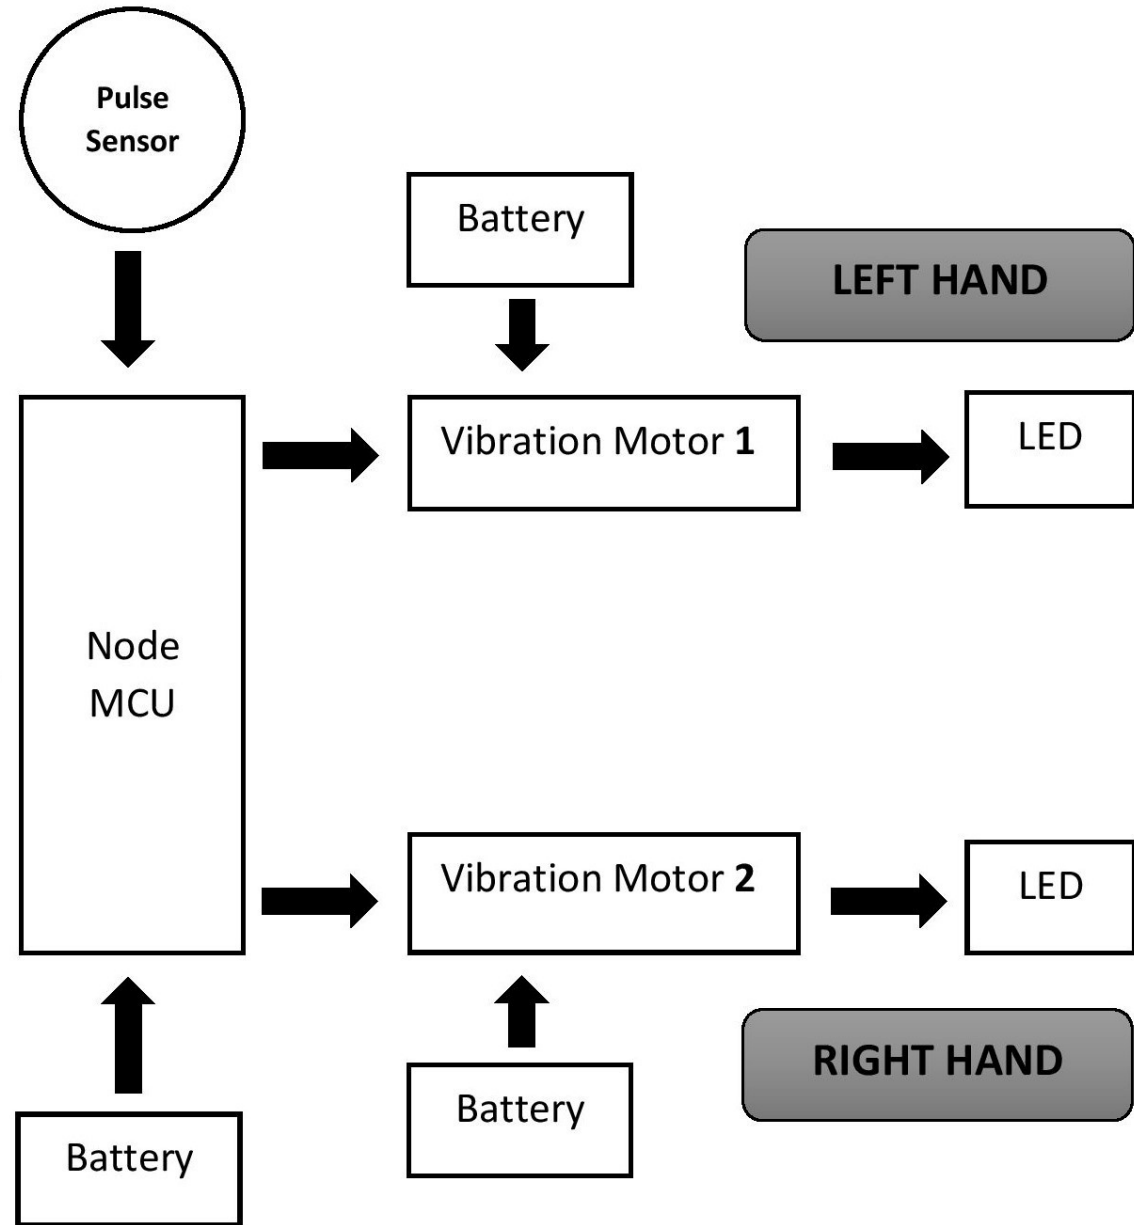 Pulse
Sensor
Battery
LEFT HAND
Vibration Motor 1
LED
Node
MCU
Vibration Motor 2
LED
RIGHT HAND
Battery
Battery